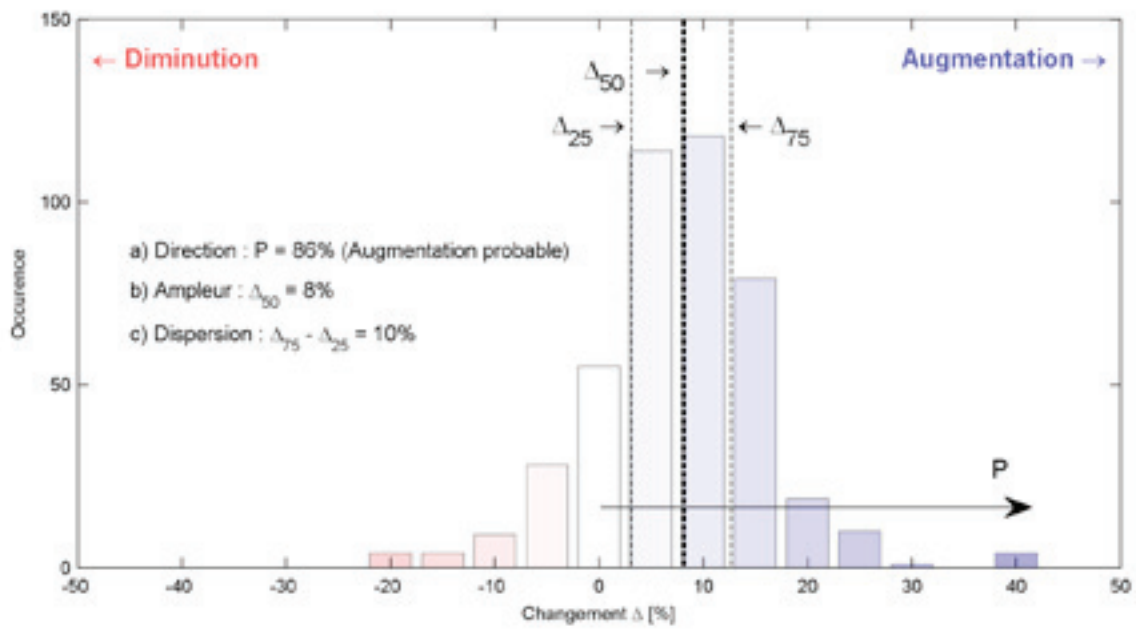 150
← Diminution
Augmentation →
Δ50 →
Δ25 →
← Δ75
100
a) Direction : P = 86% (Augmentation probable)
b) Ampleur : Δ50 = 8%
c) Dispersion : Δ75 - Δ25 = 10%
Occurence
50
P
0
-50 -40 -30 -20 -10 0 10 20 30 40 50
Changement Δ [%]